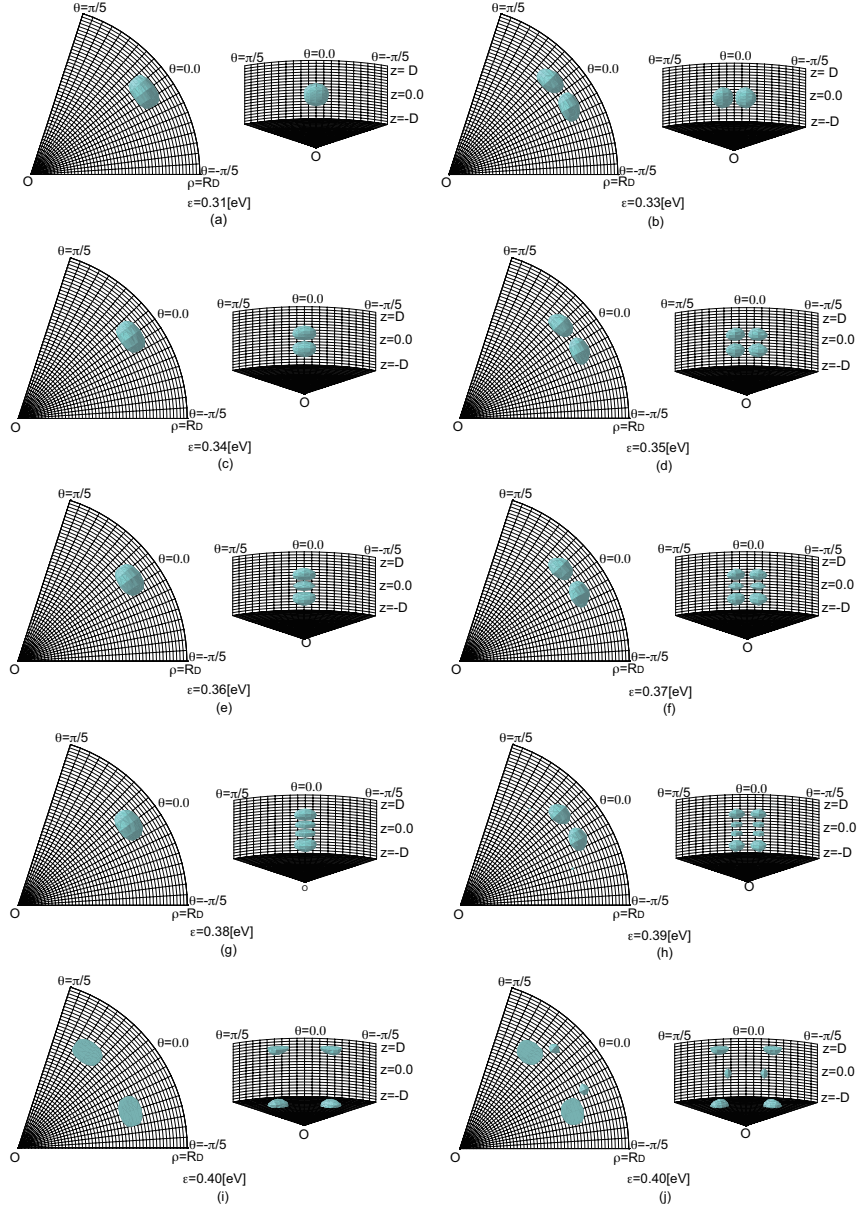 θ=π/5
θ=0.0
θ=-π/5
ρ=RD
O
θ=π/5
θ=0.0
θ=-π/5
z= D
z=0.0
z=-D
O
ε=0.31[eV]
(a)
θ=π/5
θ=0.0
θ=-π/5
ρ=RD
O
θ=π/5
θ=0.0
θ=-π/5
z= D
z=0.0
z=-D
O
ε=0.33[eV]
(b)
θ=π/5
θ=0.0
θ=-π/5
ρ=RD
O
θ=π/5
θ=0.0
θ=-π/5
z=D
z=0.0
z=-D
O
ε=0.34[eV]
(c)
θ=π/5
θ=0.0
θ=-π/5
ρ=RD
O
θ=π/5
θ=0.0
θ=-π/5
z=D
z=0.0
z=-D
O
ε=0.35[eV]
(d)
θ=π/5
θ=0.0
θ=-π/5
ρ=RD
O
θ=π/5
θ=0.0
θ=-π/5
z=D
z=0.0
z=-D
O
ε=0.36[eV]
(e)
θ=π/5
θ=0.0
θ=-π/5
ρ=RD
O
θ=π/5
θ=0.0
θ=-π/5
z=D
z=0.0
z=-D
O
ε=0.37[eV]
(f)
θ=π/5
θ=0.0
θ=-π/5
ρ=RD
O
θ=π/5
θ=0.0
θ=-π/5
z=D
z=0.0
z=-D
O
ε=0.38[eV]
(g)
θ=π/5
θ=0.0
θ=-π/5
ρ=RD
O
θ=π/5
θ=0.0
θ=-π/5
z=D
z=0.0
z=-D
O
ε=0.39[eV]
(h)
θ=π/5
θ=0.0
θ=-π/5
ρ=RD
O
θ=π/5
θ=0.0
θ=-π/5
z=D
z=0.0
z=-D
O
ε=0.40[eV]
(i)
θ=π/5
θ=0.0
θ=-π/5
ρ=RD
O
θ=π/5
θ=0.0
θ=-π/5
z=D
z=0.0
z=-D
O
ε=0.40[eV]
(j)